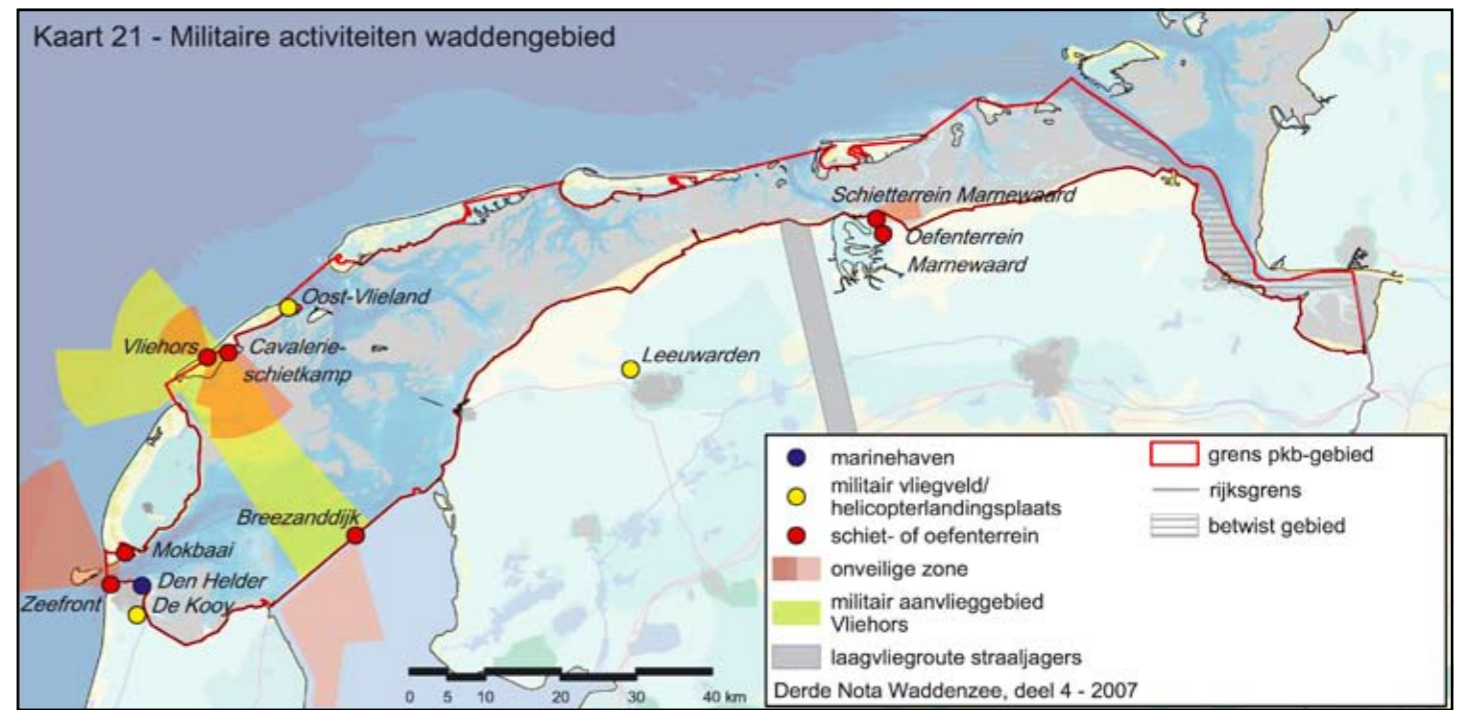 Kaart 21 - Militaire activiteiten waddengebied
Schietterrein Marnewaard
Oefenterrein
Marnewaard
Oost-Vlieland
Vliehors
Cavalerie-
schietkamp
Leeuwarden
Breezanddijk
Mokbaai
Den Helder
Zeefront
De Kooy
0 5 10 20 30 40 km
marinehaven
militair vliegveld/
helicopterlandingsplaats
schiet- of oefenterrein
onveilige zone
militair aanvlieggebied
Vliehors
laagvliegroute straaljagers
grens pkb-gebied
rijksgrens
betwist gebied
Derde Nota Waddenzee, deel 4 - 2007